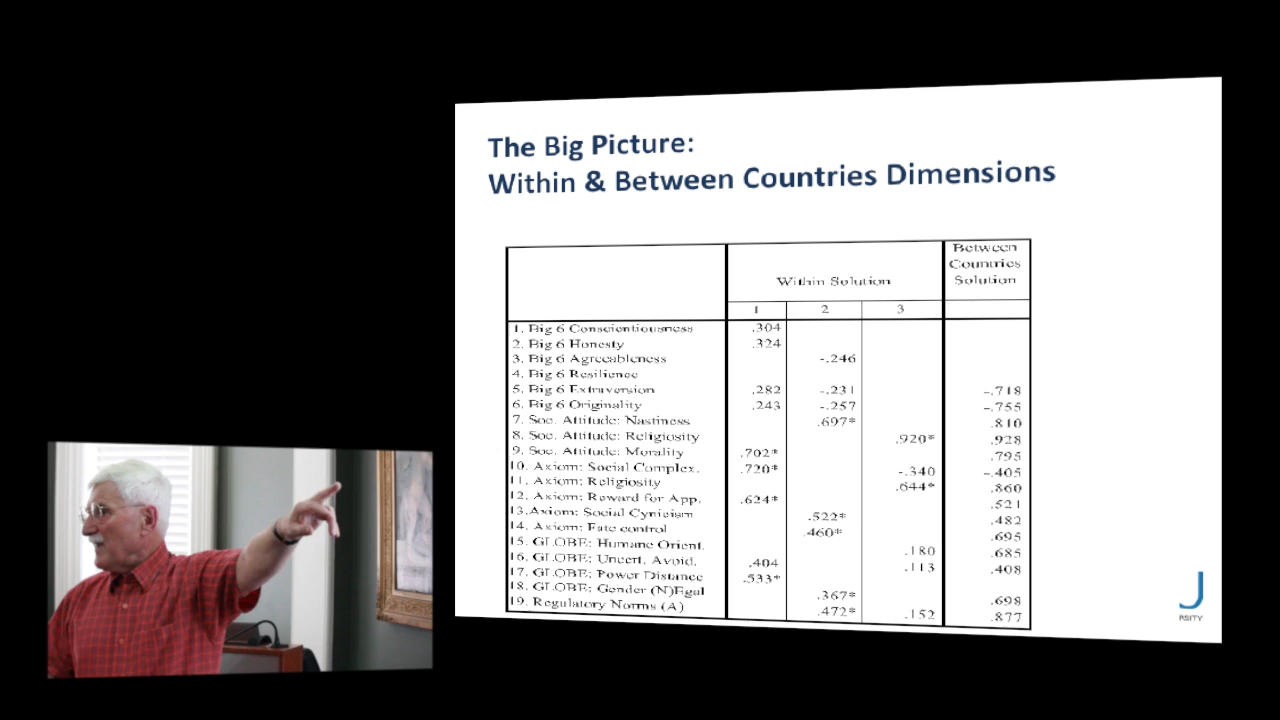 The Big Picture:
Within & Between Countries Dimensions
Between
Countries
Solution
Within Solution
1 2 3
1. Big 6 Conscientiousness .304
2. Big 6 Honesty .324
3. Big 6 Agreeableness -.246
4. Big 6 Resilience
5. Big 6 Extraversion .282 -.231 -.718
6. Big 6 Originality .243 -.257 -.755
7. Soc. Attitude: Nastiness .697* .810
8. Soc. Attitude: Religiosity .920* .928
9. Soc. Attitude: Morality .702* .795
10. Axiom: Social Complex. .720* -.340 -.405
11. Axiom: Religiosity .644* .860
12. Axiom: Reward for App. .624* .521
13.Axiom: Social Cynicism .522* .482
14. Axiom: Fate control .460* .695
15. GLOBE: Humane Orient. .180 .685
16. GLOBE: Uncert. Avoid. .404 .113 .408
17. GLOBE: Power Distance .533*
18. GLOBE: Gender (N)Egal .367* .698
19. Regulatory Norms (A) .472* .152 .877
J
RSITY